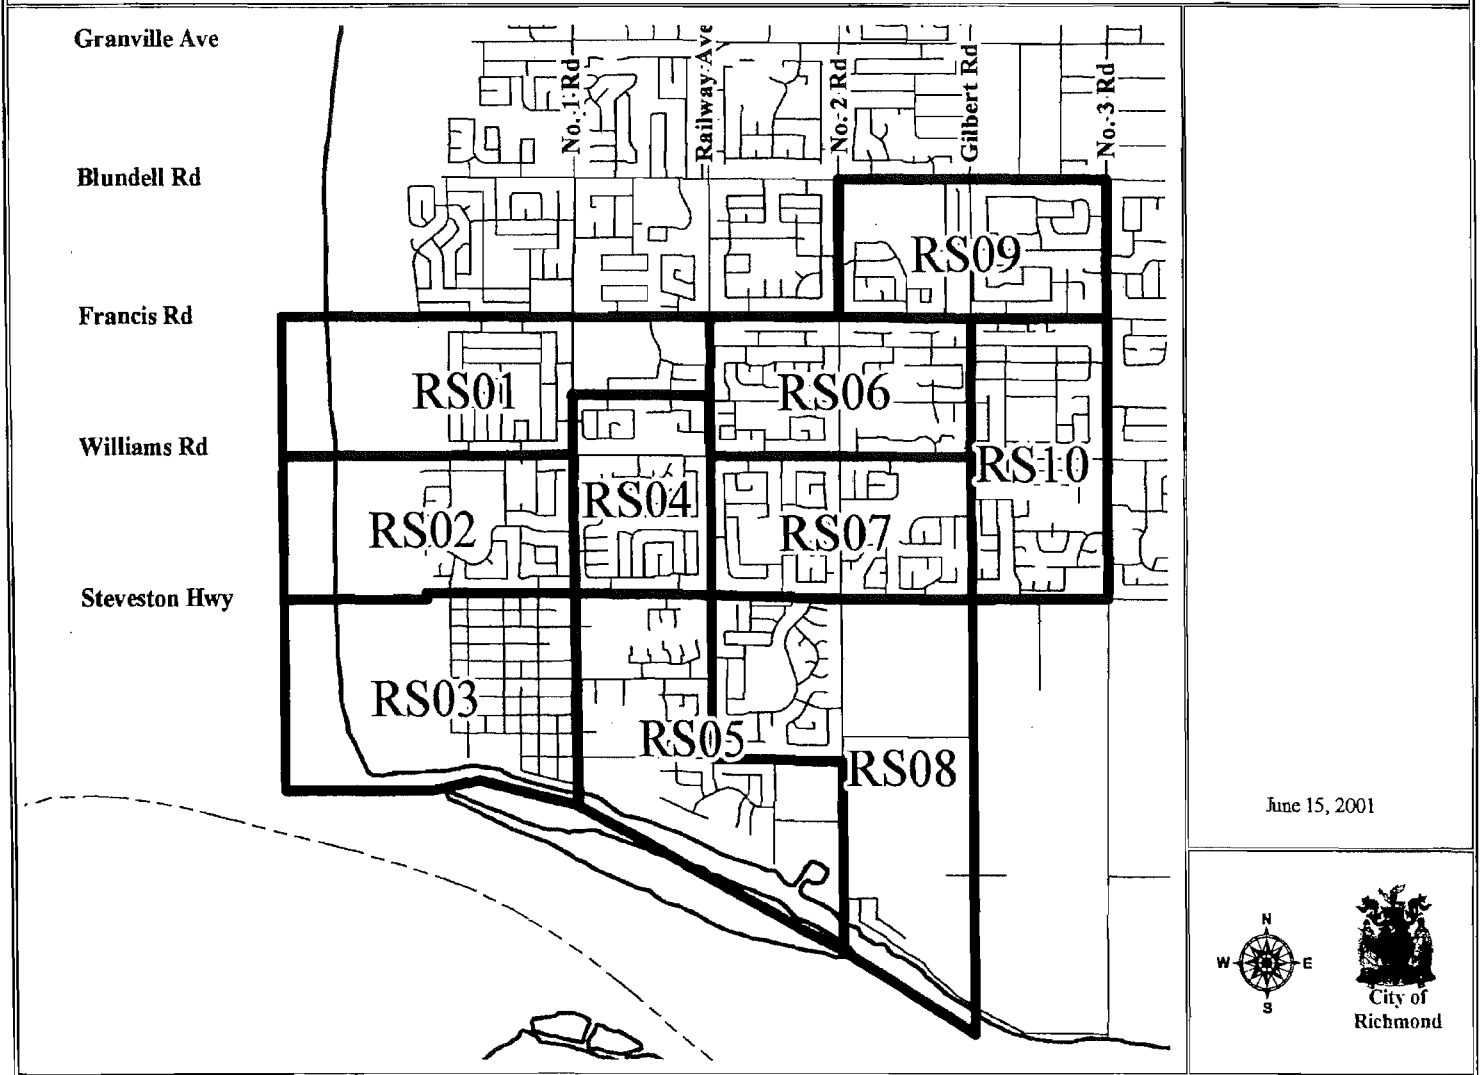 Granville Ave
No. 1 Rd
Railway Ave
No. 2 Rd
Gilbert Rd
No. 3 Rd
Blundell Rd
RS09
Francis Rd
RS01
RS06
Williams Rd
RS10
RS04
RS02
RS07
Steveston Hwy
RS03
RS05
RS08
June 15, 2001
N
W
E
S
City of
Richmond